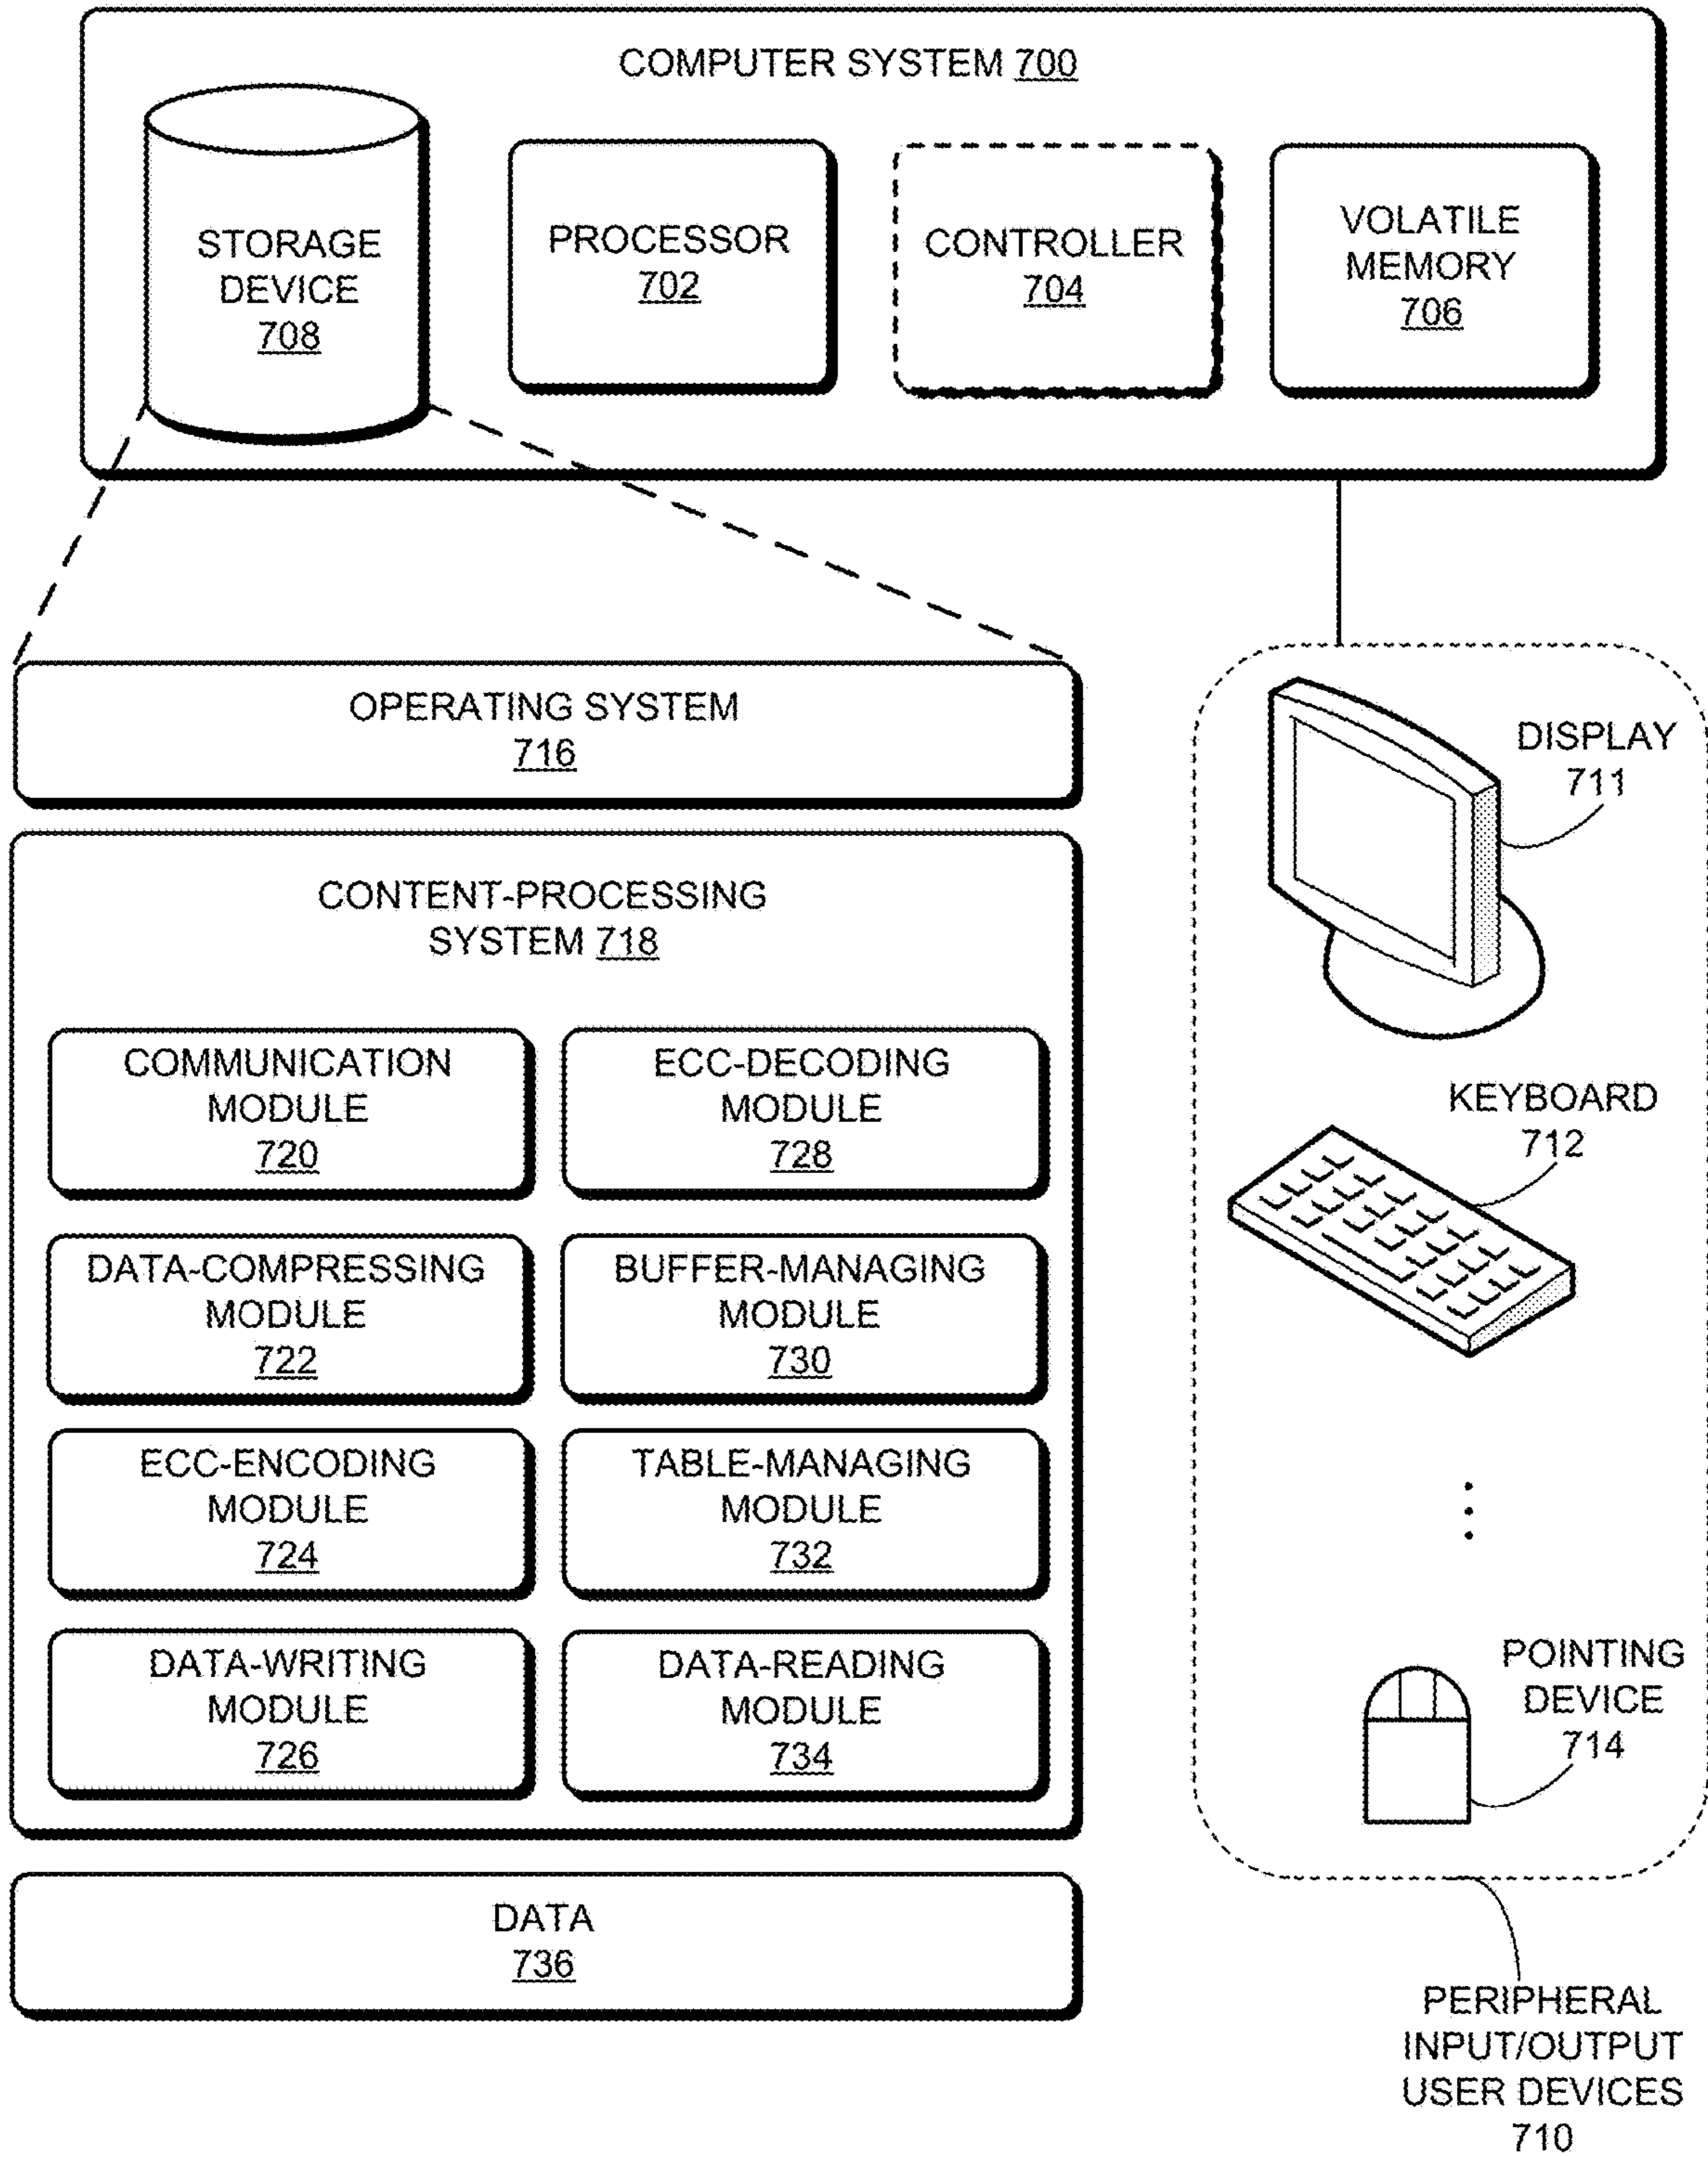 COMPUTER SYSTEM 700
STORAGE
DEVICE
708
PROCESSOR
702
CONTROLLER
704
VOLATILE
MEMORY
706
OPERATING SYSTEM
716
CONTENT-PROCESSING
SYSTEM 718
COMMUNICATION
MODULE
720
ECC-DECODING
MODULE
728
DATA-COMPRESSING
MODULE
722
BUFFER-MANAGING
MODULE
730
ECC-ENCODING
MODULE
724
TABLE-MANAGING
MODULE
732
DATA-WRITING
MODULE
726
DATA-READING
MODULE
734
DATA
736
DISPLAY
711
KEYBOARD
712
POINTING
DEVICE
714
PERIPHERAL
INPUT/OUTPUT
USER DEVICES
710